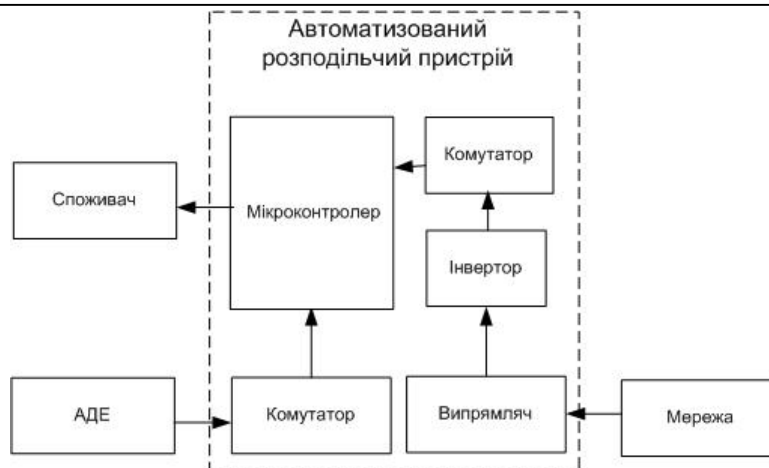 Автоматизований
розподільчий пристрій
Комутатор
Споживач
Мікроконтролер
Інвертор
АДЕ
Комутатор
Випрямляч
Мережа